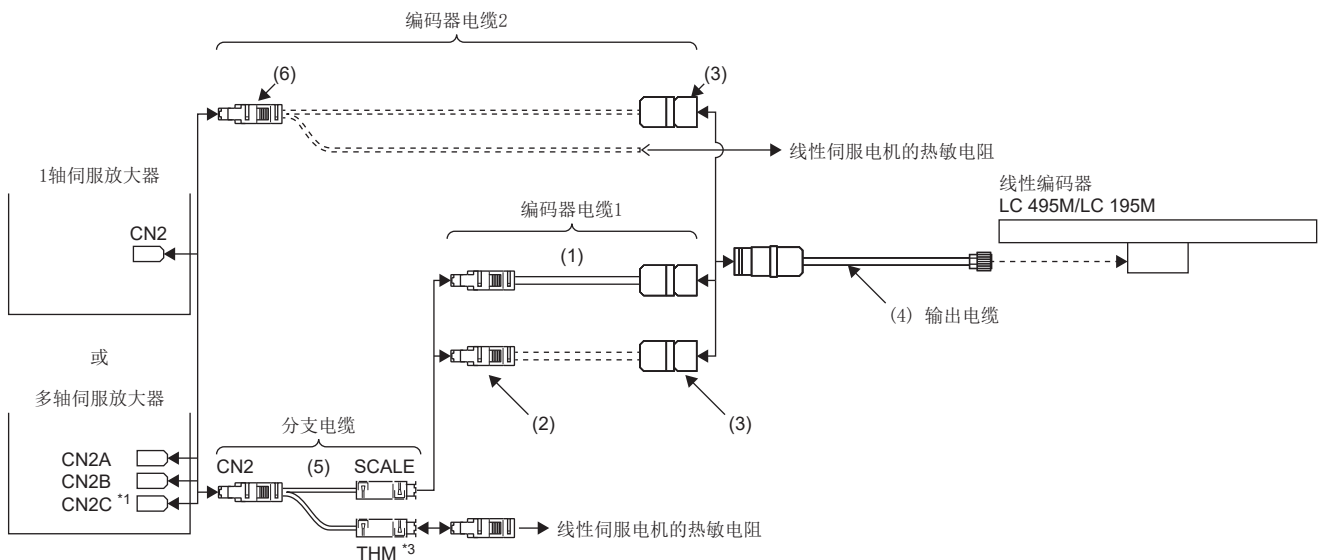 编码器电缆2
(6)
(3)
线性伺服电机的热敏电阻
1轴伺服放大器
CN2
编码器电缆1
(1)
线性编码器
LC 495M/LC 195M
(4) 输出电缆
或
(2)
(3)
多轴伺服放大器
CN2A
CN2B
CN2C *1
分支电缆
CN2
(5)
SCALE
THM *3
线性伺服电机的热敏电阻